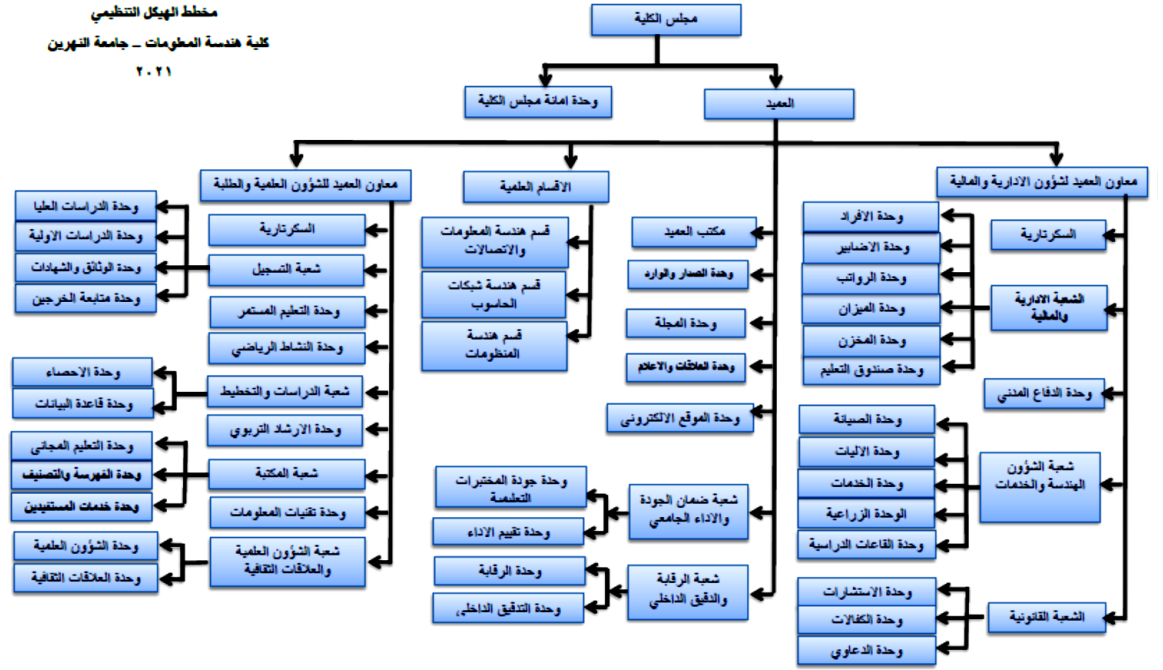 مخطط الهيكل التنظيمي
كلية هندسة المعلومات – جامعة النهرين
٢٠٢١
مجلس الكلية
وحدة امانة مجلس الكلية
العميد
معاون العميد لشؤون الادارية والمالية
السكرتارية
الشعبة الادارية
والمالية
وحدة الافراد
وحدة الاضابير
وحدة الرواتب
وحدة الميزان
وحدة المخزن
وحدة صندوق التعليم
وحدة الدفاع المدني
شعبة الشؤون
الهندسة والخدمات
وحدة الصيانة
وحدة الاليات
وحدة الخدمات
الوحدة الزراعية
وحدة القاعات الدراسية
الشعبة القانونية
وحدة الاستشارات
وحدة الكفالات
وحدة الدعاوي
مكتب العميد
وحدة الصدار والوارد
وحدة المجلة
وحدة العلاقات والاعلام
وحدة الموقع الالكتروني
شعبة ضمان الجودة
والاداء الجامعي
وحدة جودة المختبرات
التعليمية
وحدة تقييم الاداء
شعبة الرقابة
والدقيق الداخلي
وحدة الرقابة
وحدة التدقيق الداخلي
الاقسام العلمية
قسم هندسة المعلومات
والاتصالات
قسم هندسة شبكات
الحاسوب
قسم هندسة
المنظومات
معاون العميد للشؤون العلمية والطلبة
السكرتارية
شعبة التسجيل
وحدة الدراسات العليا
وحدة الدراسات الاولية
وحدة الوثائق والشهادات
وحدة متابعة الخرجين
وحدة التعليم المستمر
وحدة النشاط الرياضي
شعبة الدراسات والتخطيط
وحدة الاحصاء
وحدة قاعدة البيانات
وحدة الارشاد التربوي
شعبة المكتبة
وحدة التعليم المجاني
وحدة الفهرسة والتصنيف
وحدة خدمات المستفيدين
وحدة تقنيات المعلومات
شعبة الشؤون العلمية
والعلاقات الثقافية
وحدة الشؤون العلمية
وحدة العلاقات الثقافية